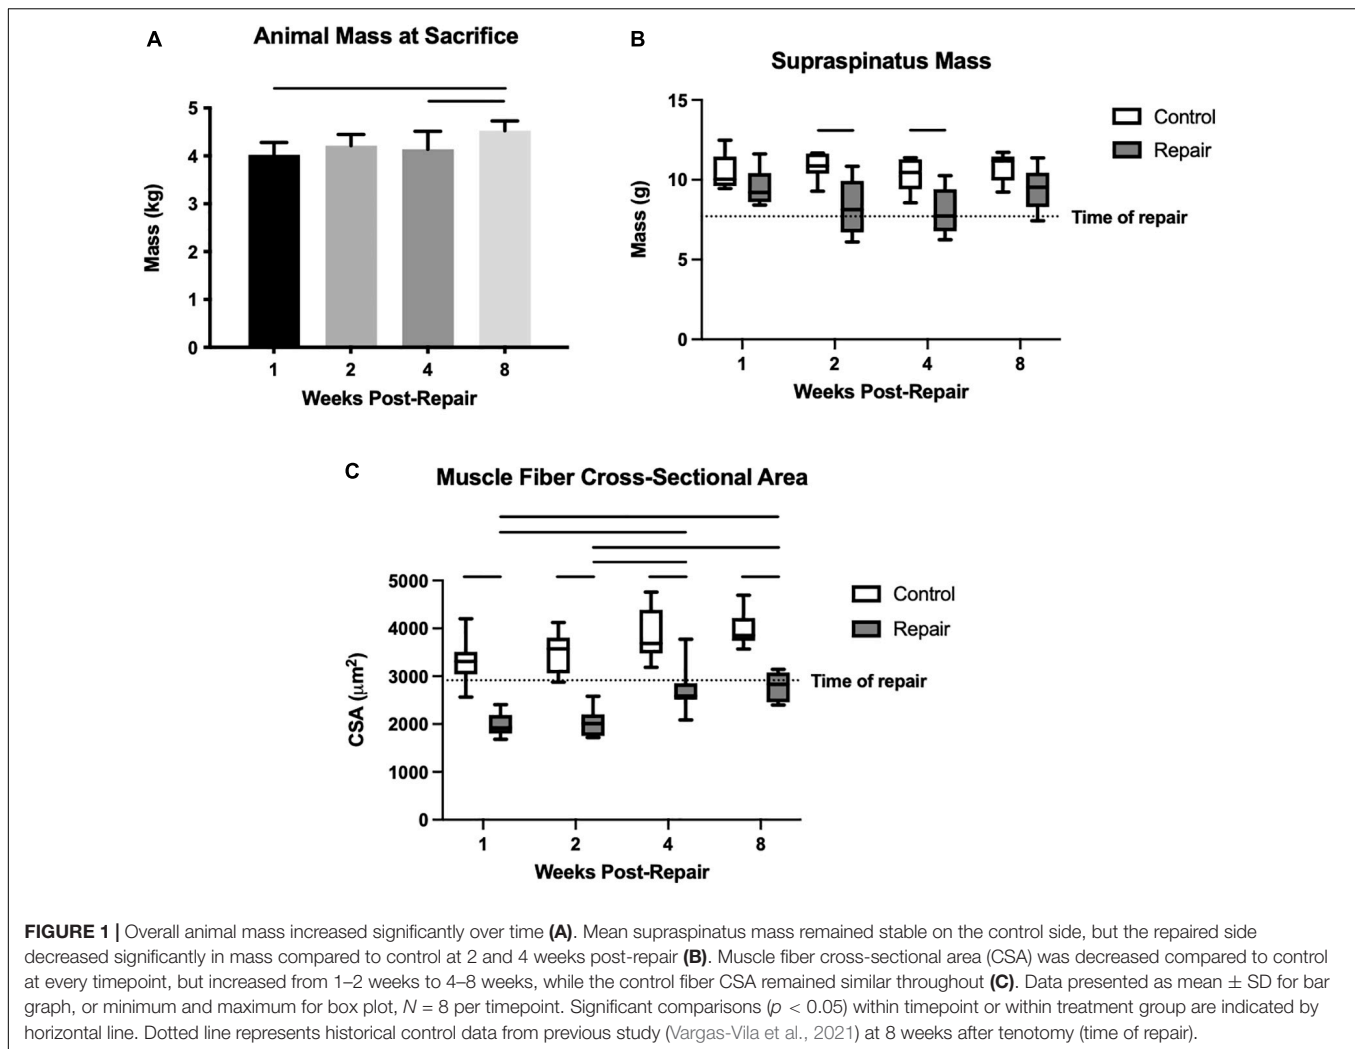 A
Animal Mass at Sacrifice
Mass (kg)
5
4
3
2
1
0
1 2 4 8
Weeks Post-Repair
B
Supraspinatus Mass
Mass (g)
15
10
5
0
1 2 4 8
Weeks Post-Repair
Control
Repair
Time of repair
C
Muscle Fiber Cross-Sectional Area
CSA (μm²)
5000
4000
3000
2000
1000
0
1 2 4 8
Weeks Post-Repair
Control
Repair
Time of repair
FIGURE 1 | Overall animal mass increased significantly over time (A). Mean supraspinatus mass remained stable on the control side, but the repaired side
decreased significantly in mass compared to control at 2 and 4 weeks post-repair (B). Muscle fiber cross-sectional area (CSA) was decreased compared to control
at every timepoint, but increased from 1–2 weeks to 4–8 weeks, while the control fiber CSA remained similar throughout (C). Data presented as mean ± SD for bar
graph, or minimum and maximum for box plot, N = 8 per timepoint. Significant comparisons (p < 0.05) within timepoint or within treatment group are indicated by
horizontal line. Dotted line represents historical control data from previous study (Vargas-Vila et al., 2021) at 8 weeks after tenotomy (time of repair).